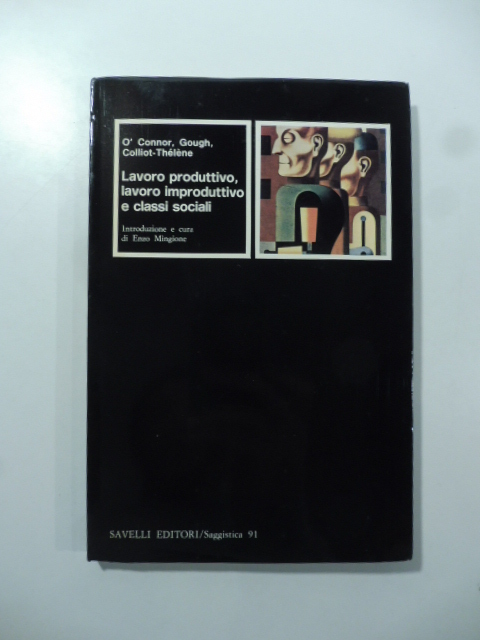 O' Connor, Gough,
Colliot-Thélène
Lavoro produttivo,
lavoro improduttivo
e classi sociali
Introduzione e cura
di Enzo Mingione
SAVELLI EDITORI/Saggistica 91